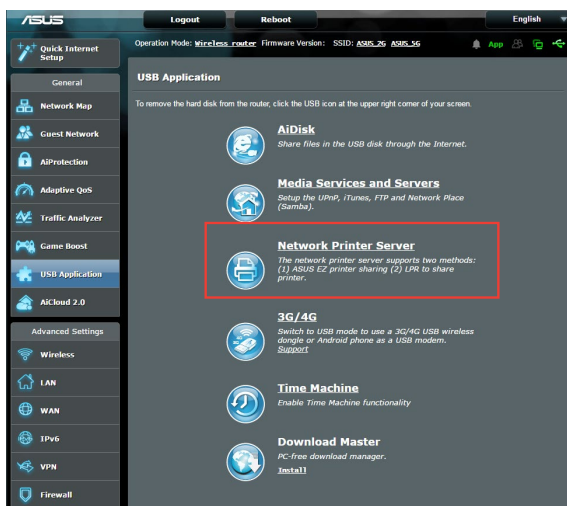 ASUS
Logout
Reboot
English
Quick Internet
Setup
Operation Mode: Wireless router Firmware Version: SSID: ASUS_2G ASUS_5G
App
General
Network Map
Guest Network
AiProtection
Adaptive QoS
Traffic Analyzer
Game Boost
USB Application
AiCloud 2.0
Advanced Settings
Wireless
LAN
WAN
IPv6
VPN
Firewall
USB Application
To remove the hard disk from the router, click the USB icon at the upper right corner of your screen.
AiDisk
Share files in the USB disk through the Internet.
Media Services and Servers
Setup the UPnP, iTunes, FTP and Network Place
(Samba).
Network Printer Server
The network printer server supports two methods:
(1) ASUS EZ printer sharing (2) LPR to share
printer.
3G/4G
Switch to USB mode to use a 3G/4G USB wireless
dongle or Android phone as a USB modem.
Support
Time Machine
Enable Time Machine functionality
Download Master
PC-free download manager.
Install